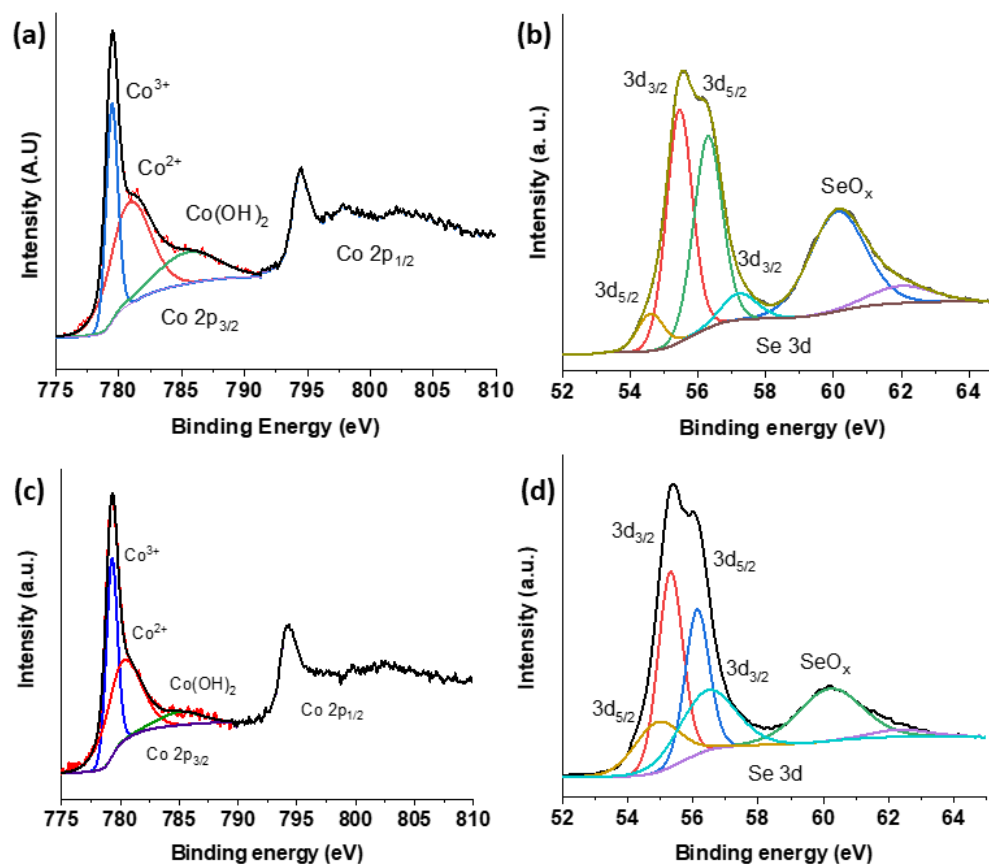 (a)
Intensity (A.U)
Co³⁺
Co²⁺
Co(OH)₂
Co 2p₃/₂
Co 2p₁/₂
775 780 785 790 795 800 805 810
Binding Energy (eV)
(b)
Intensity (a. u.)
3d₃/₂
3d₅/₂
SeOₓ
3d₃/₂
3d₅/₂
Se 3d
52 54 56 58 60 62 64
Binding energy (eV)
(c)
Intensity (a.u.)
Co³⁺
Co²⁺
Co(OH)₂
Co 2p₃/₂
Co 2p₁/₂
775 780 785 790 795 800 805 810
Binding energy (eV)
(d)
Intensity (a.u.)
3d₃/₂
3d₅/₂
3d₃/₂
SeOₓ
3d₅/₂
Se 3d
52 54 56 58 60 62 64
Binding energy (eV)